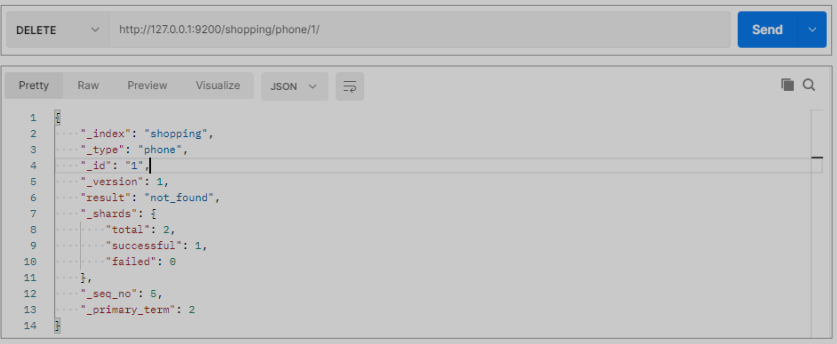 DELETE http://127.0.0.1:9200/shopping/phone/1/ Send
Pretty Raw Preview Visualize JSON
1 {
2 "_index": "shopping",
3 "_type": "phone",
4 "_id": "1",
5 "_version": 1,
6 "result": "not_found",
7 "_shards": {
8 "total": 2,
9 "successful": 1,
10 "failed": 0
11 },
12 "_seq_no": 5,
13 "_primary_term": 2
14 }